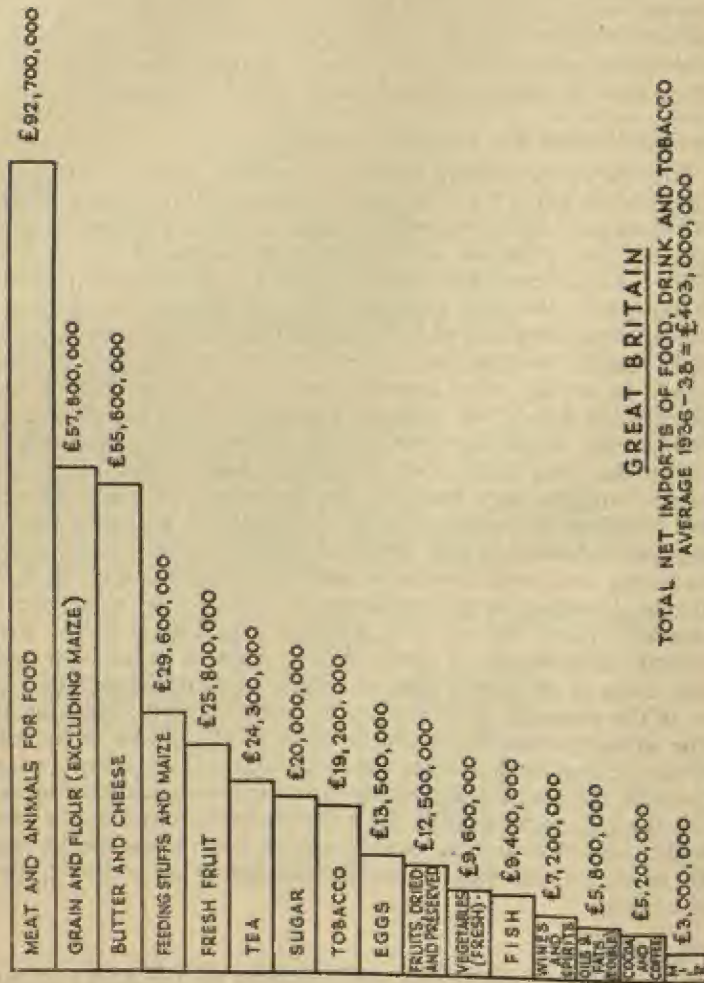 MEAT AND ANIMALS FOR FOOD
£92,700,000
GRAIN AND FLOUR (EXCLUDING MAIZE)
£57,800,000
BUTTER AND CHEESE
£55,800,000
FEEDING STUFFS AND MAIZE
£29,600,000
FRESH FRUIT
£25,800,000
TEA
£24,300,000
SUGAR
£20,000,000
TOBACCO
£19,200,000
EGGS
£13,500,000
FRUITS, DRIED
AND PRESERVED
£12,500,000
VEGETABLES
(FRESH)
£9,600,000
FISH
£9,400,000
WINES
AND
SPIRITS
£7,200,000
OILS &
FATS
£5,800,000
COCOA
AND
COFFEE
£5,200,000
£3,000,000
GREAT BRITAIN
TOTAL NET IMPORTS OF FOOD, DRINK AND TOBACCO
AVERAGE 1936-38 = £403,000,000